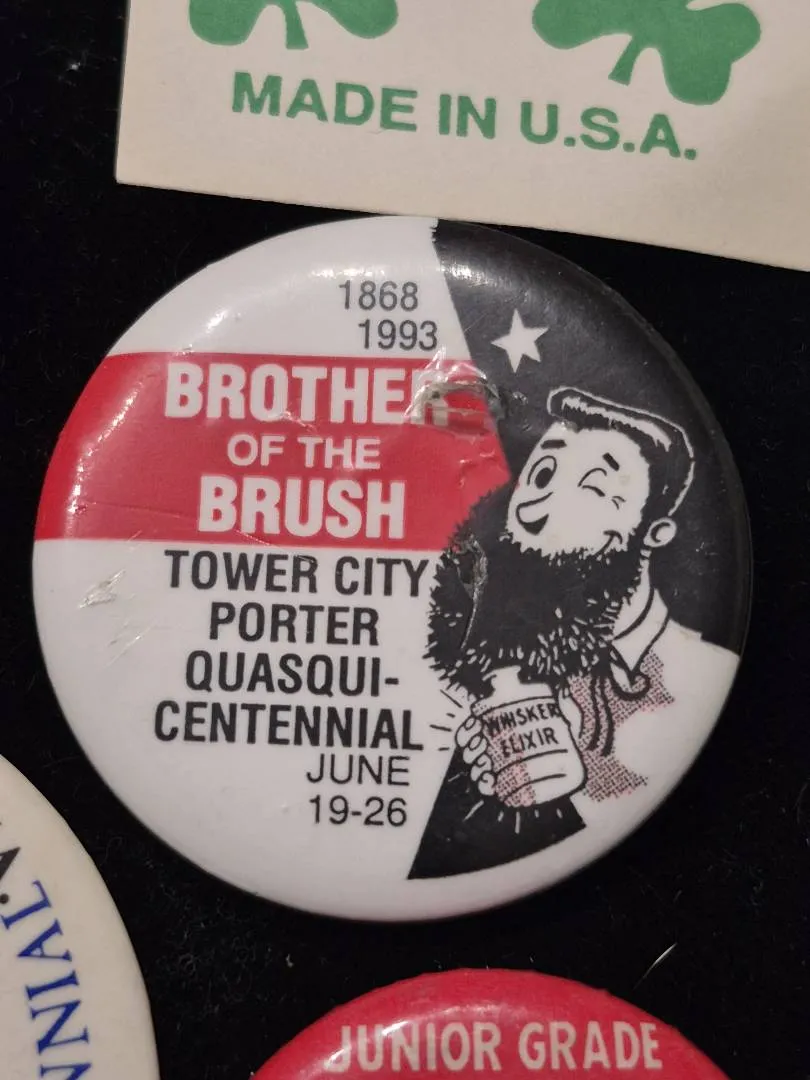 MADE IN U.S.A.
1868
1993
BROTHER
OF THE
BRUSH
TOWER CITY
PORTER
QUASQUI-
CENTENNIAL
JUNE
19-26
WHISKER
ELIXIR
NNIAL
JUNIOR GRADE